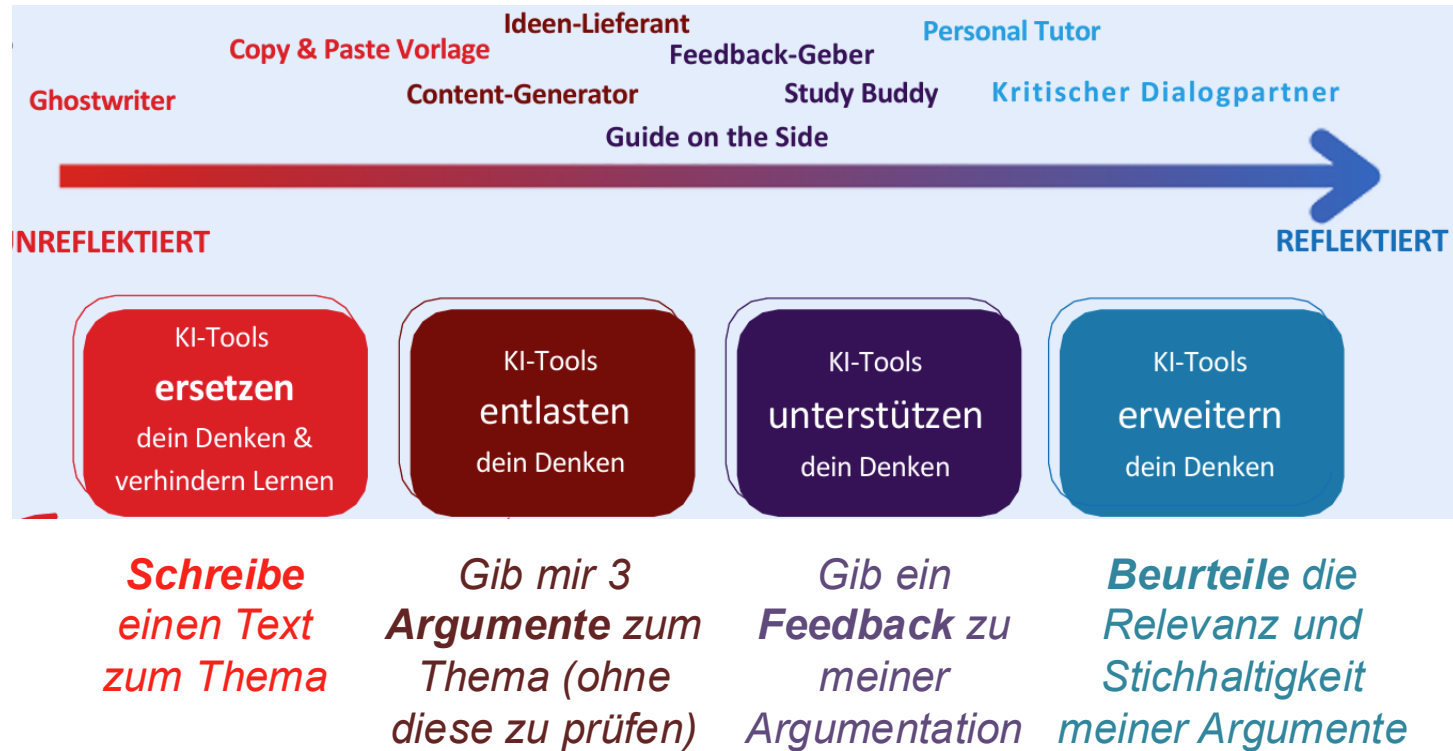 Ideen-Lieferant
Personal Tutor
Copy & Paste Vorlage
Feedback-Geber
Ghostwriter
Content-Generator
Study Buddy
Kritischer Dialogpartner
Guide on the Side
UNREFLEKTIERT
REFLEKTIERT
KI-Tools
ersetzen
dein Denken &
verhindern Lernen
KI-Tools
entlasten
dein Denken
KI-Tools
unterstützen
dein Denken
KI-Tools
erweitern
dein Denken
Schreibe
einen Text
zum Thema
Gib mir 3
Argumente zum
Thema (ohne
diese zu prüfen)
Gib ein
Feedback zu
meiner
Argumentation
Beurteile die
Relevanz und
Stichhaltigkeit
meiner Argumente